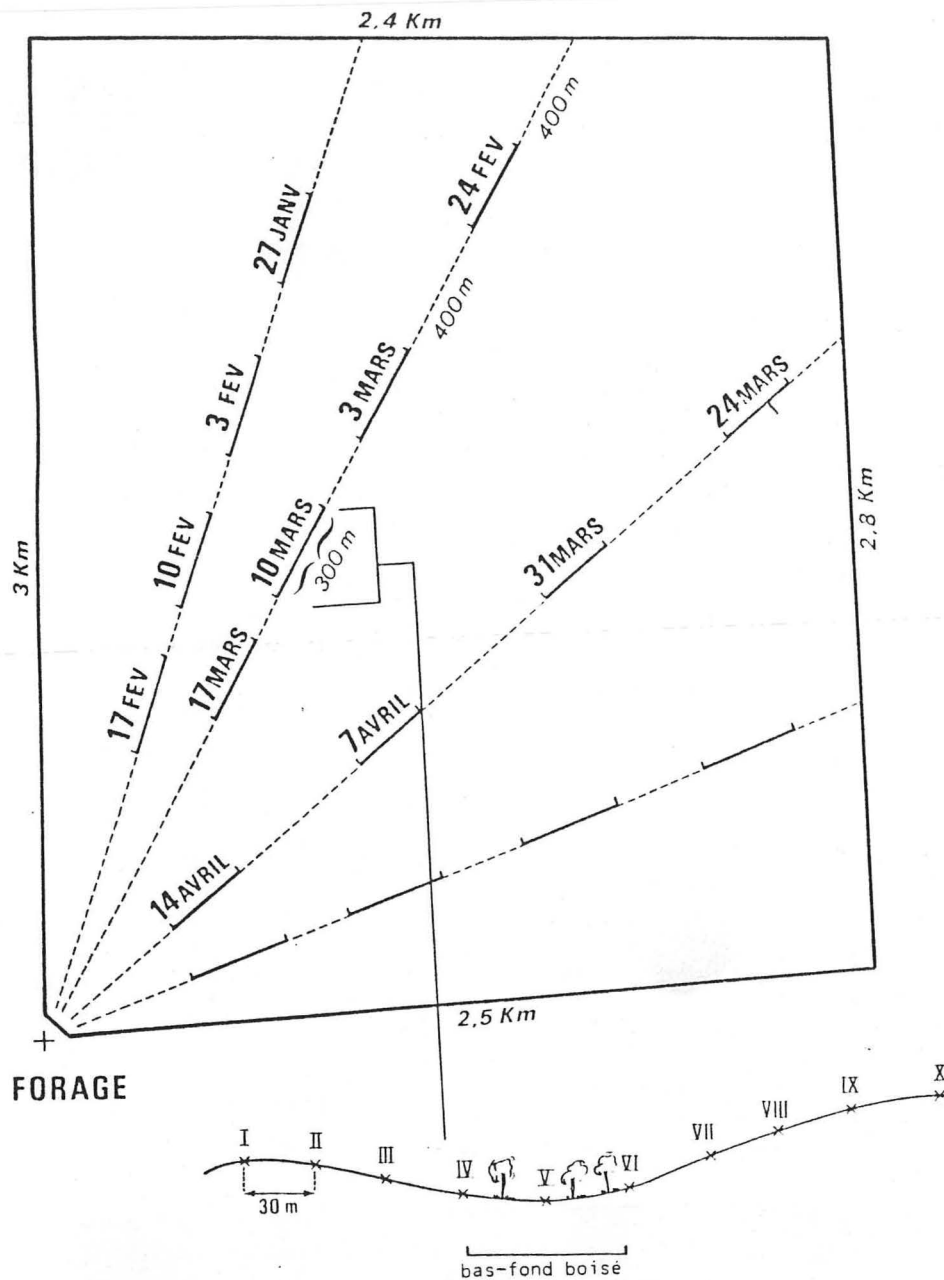 2,4 Km
400 m
24 FEV
27 JANV
400 m
3 FEV
3 MARS
24 MARS
2,8 Km
10 FEV
10 MARS
300 m
31 MARS
3 Km
17 FEV
17 MARS
7 AVRIL
14 AVRIL
2,5 Km
FORAGE
I
II
III
IV
V
VI
VII
VIII
IX
X
30 m
bas-fond boisé